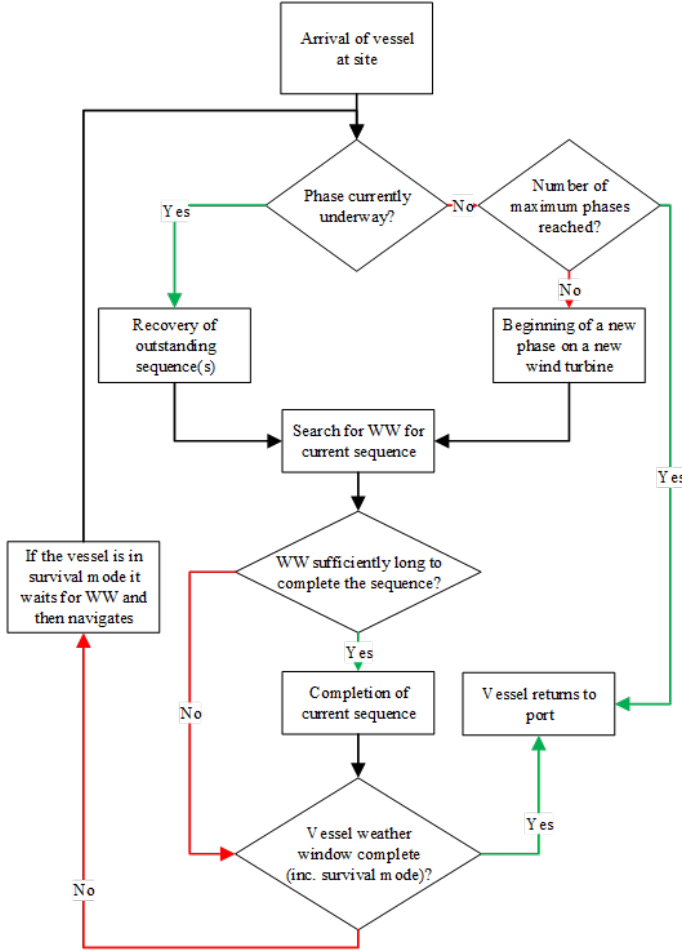 Arrival of vessel
at site
Phase currently
underway?
Number of
maximum phases
reached?
Yes
No
No
Recovery of
outstanding
sequence(s)
Beginning of a new
phase on a new
wind turbine
Search for WW for
current sequence
Yes
If the vessel is in
survival mode it
waits for WW and
then navigates
WW sufficiently long to
complete the sequence?
Yes
No
Completion of
current sequence
Vessel returns to
port
Yes
Vessel weather
window complete
(inc. survival mode)?
No